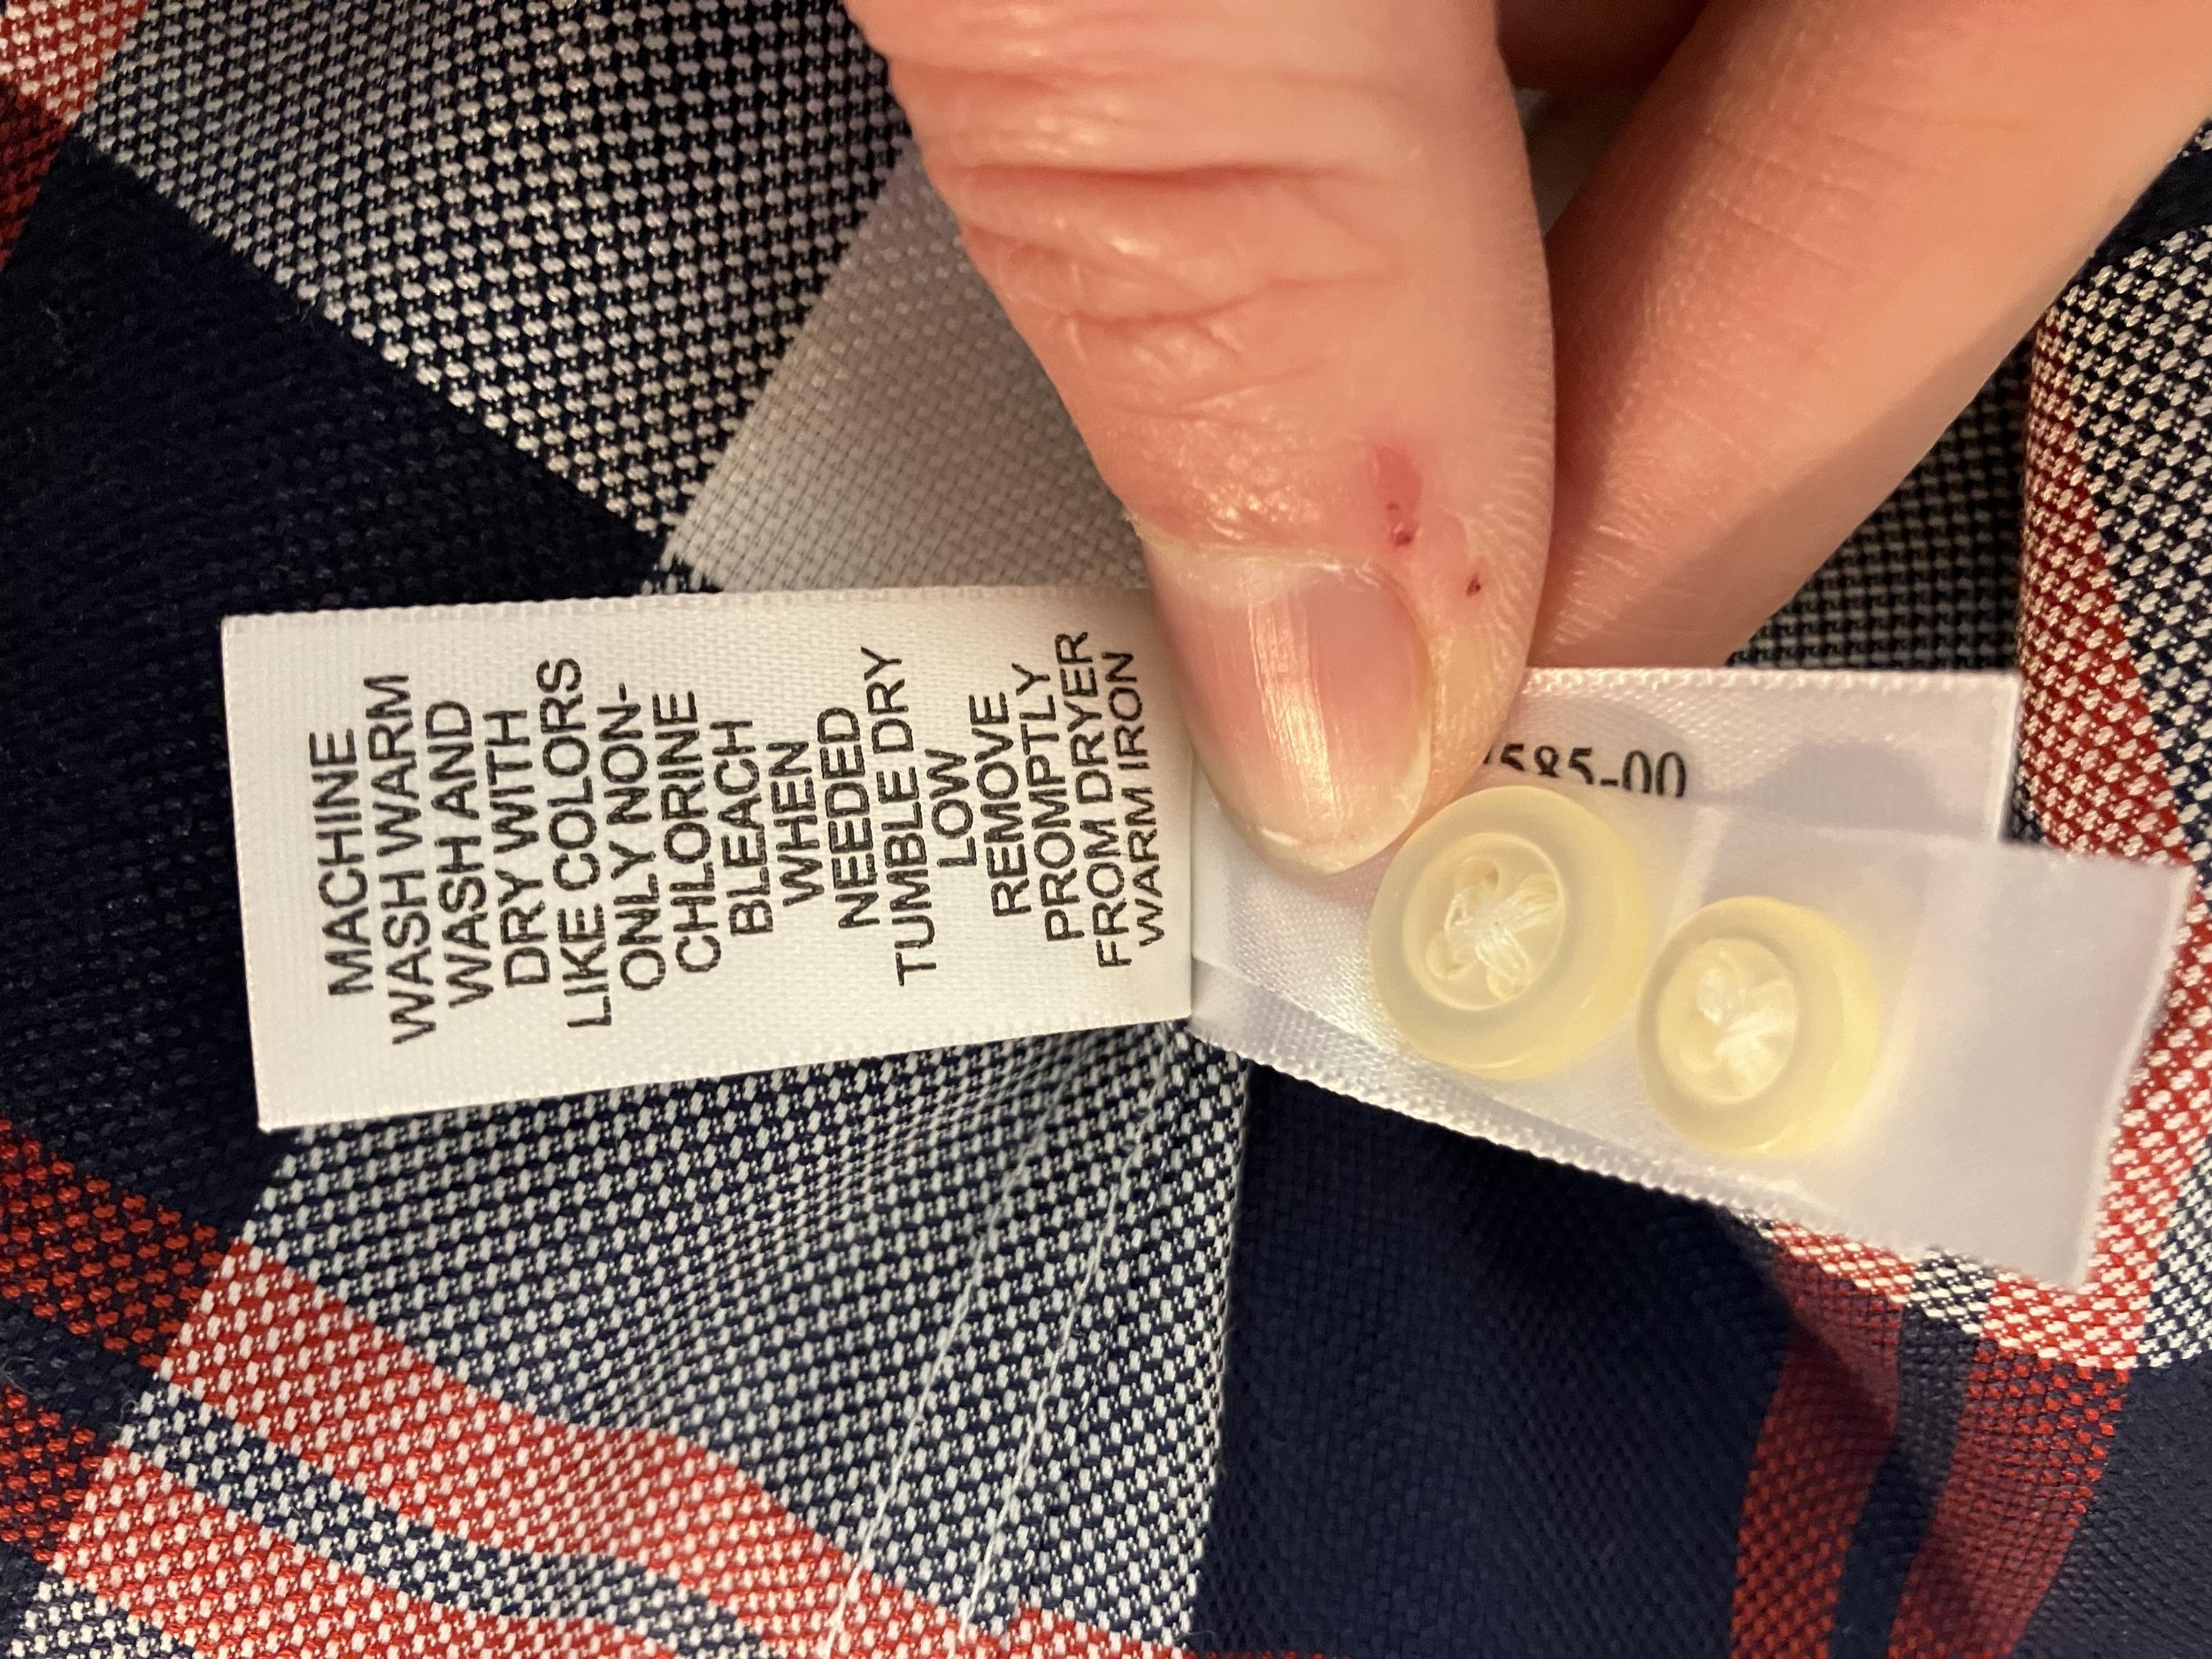 MACHINE
WASH WARM
WASH AND
DRY WITH
LIKE COLORS
ONLY NON-
CHLORINE
BLEACH
WHEN
NEEDED
TUMBLE DRY
LOW
REMOVE
PROMPTLY
FROM DRYER
WARM IRON
585-00